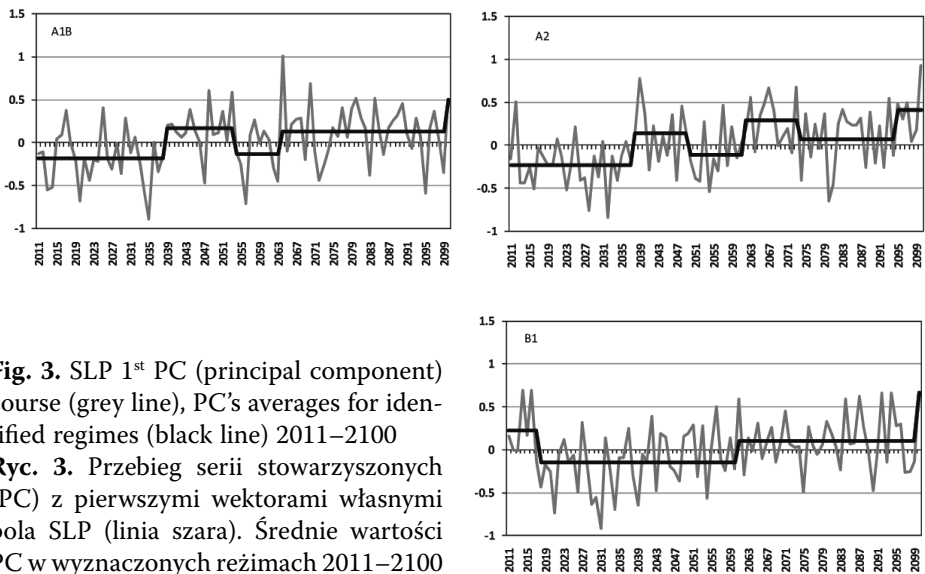 1.5
A1B
1
0.5
0
-0.5
-1
2011 2015 2019 2023 2027 2031 2035 2039 2043 2047 2051 2055 2059 2063 2067 2071 2075 2079 2083 2087 2091 2095 2099
1.5
A2
1
0.5
0
-0.5
-1
2011 2015 2019 2023 2027 2031 2035 2039 2043 2047 2051 2055 2059 2063 2067 2071 2075 2079 2083 2087 2091 2095 2099
Fig. 3. SLP 1st PC (principal component)
course (grey line), PC's averages for iden-
ified regimes (black line) 2011–2100
Ryc. 3. Przebieg serii stowarzyszonych
PC) z pierwszymi wektorami własnymi
pola SLP (linia szara). Średnie wartości
PC w wyznaczonych reżimach 2011–2100
1.5
B1
1
0.5
0
-0.5
-1
2011 2015 2019 2023 2027 2031 2035 2039 2043 2047 2051 2055 2059 2063 2067 2071 2075 2079 2083 2087 2091 2095 2099